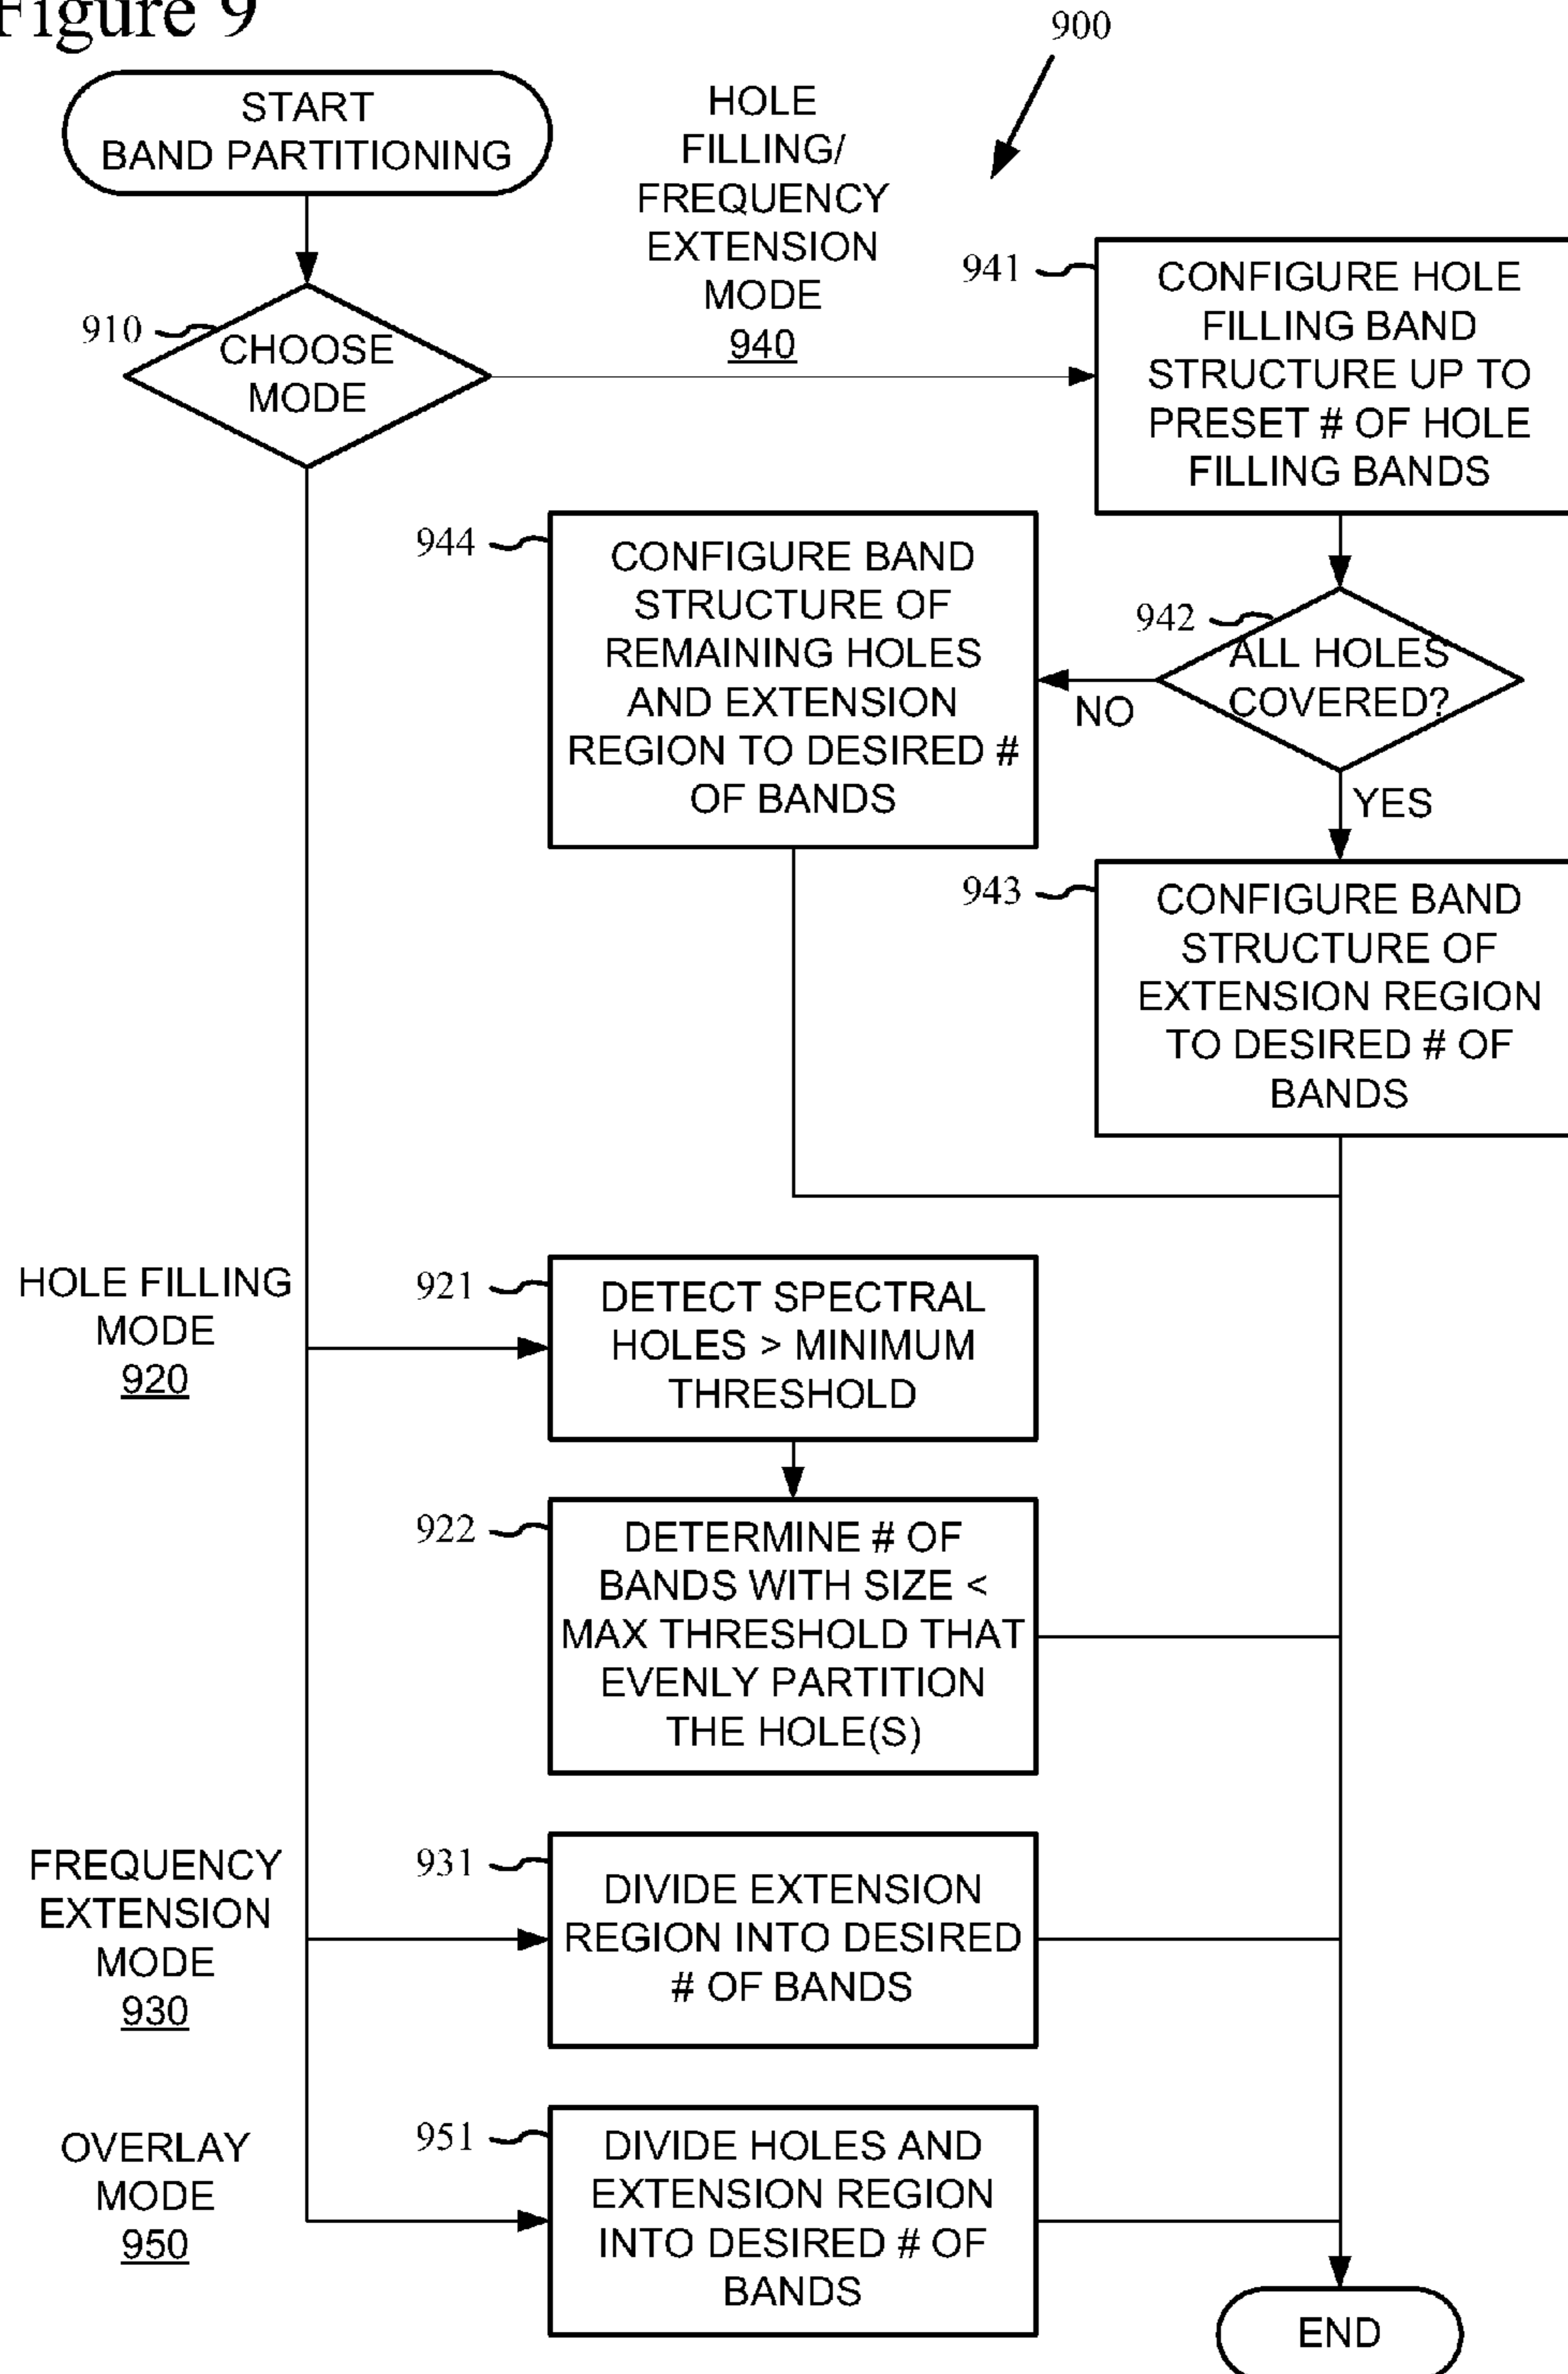 Figure 9
900
START
BAND PARTITIONING
HOLE
FILLING/
FREQUENCY
EXTENSION
MODE
940
910
CHOOSE
MODE
941
CONFIGURE HOLE
FILLING BAND
STRUCTURE UP TO
PRESET # OF HOLE
FILLING BANDS
942
ALL HOLES
COVERED?
NO
YES
944
CONFIGURE BAND
STRUCTURE OF
REMAINING HOLES
AND EXTENSION
REGION TO DESIRED #
OF BANDS
943
CONFIGURE BAND
STRUCTURE OF
EXTENSION REGION
TO DESIRED # OF
BANDS
HOLE FILLING
MODE
920
921
DETECT SPECTRAL
HOLES > MINIMUM
THRESHOLD
922
DETERMINE # OF
BANDS WITH SIZE <
MAX THRESHOLD THAT
EVENLY PARTITION
THE HOLE(S)
FREQUENCY
EXTENSION
MODE
930
931
DIVIDE EXTENSION
REGION INTO DESIRED
# OF BANDS
OVERLAY
MODE
950
951
DIVIDE HOLES AND
EXTENSION REGION
INTO DESIRED # OF
BANDS
END